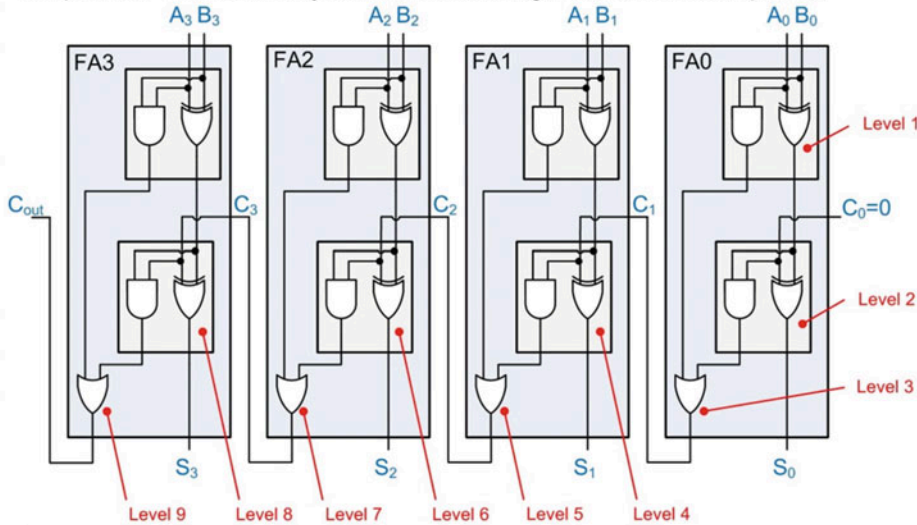 A₃ B₃
A₂ B₂
A₁ B₁
A₀ B₀
FA3
FA2
FA1
FA0
Level 1
Cout
C₃
C₂
C₁
C₀=0
Level 2
Level 3
S₃
S₂
S₁
S₀
Level 9
Level 8
Level 7
Level 6
Level 5
Level 4